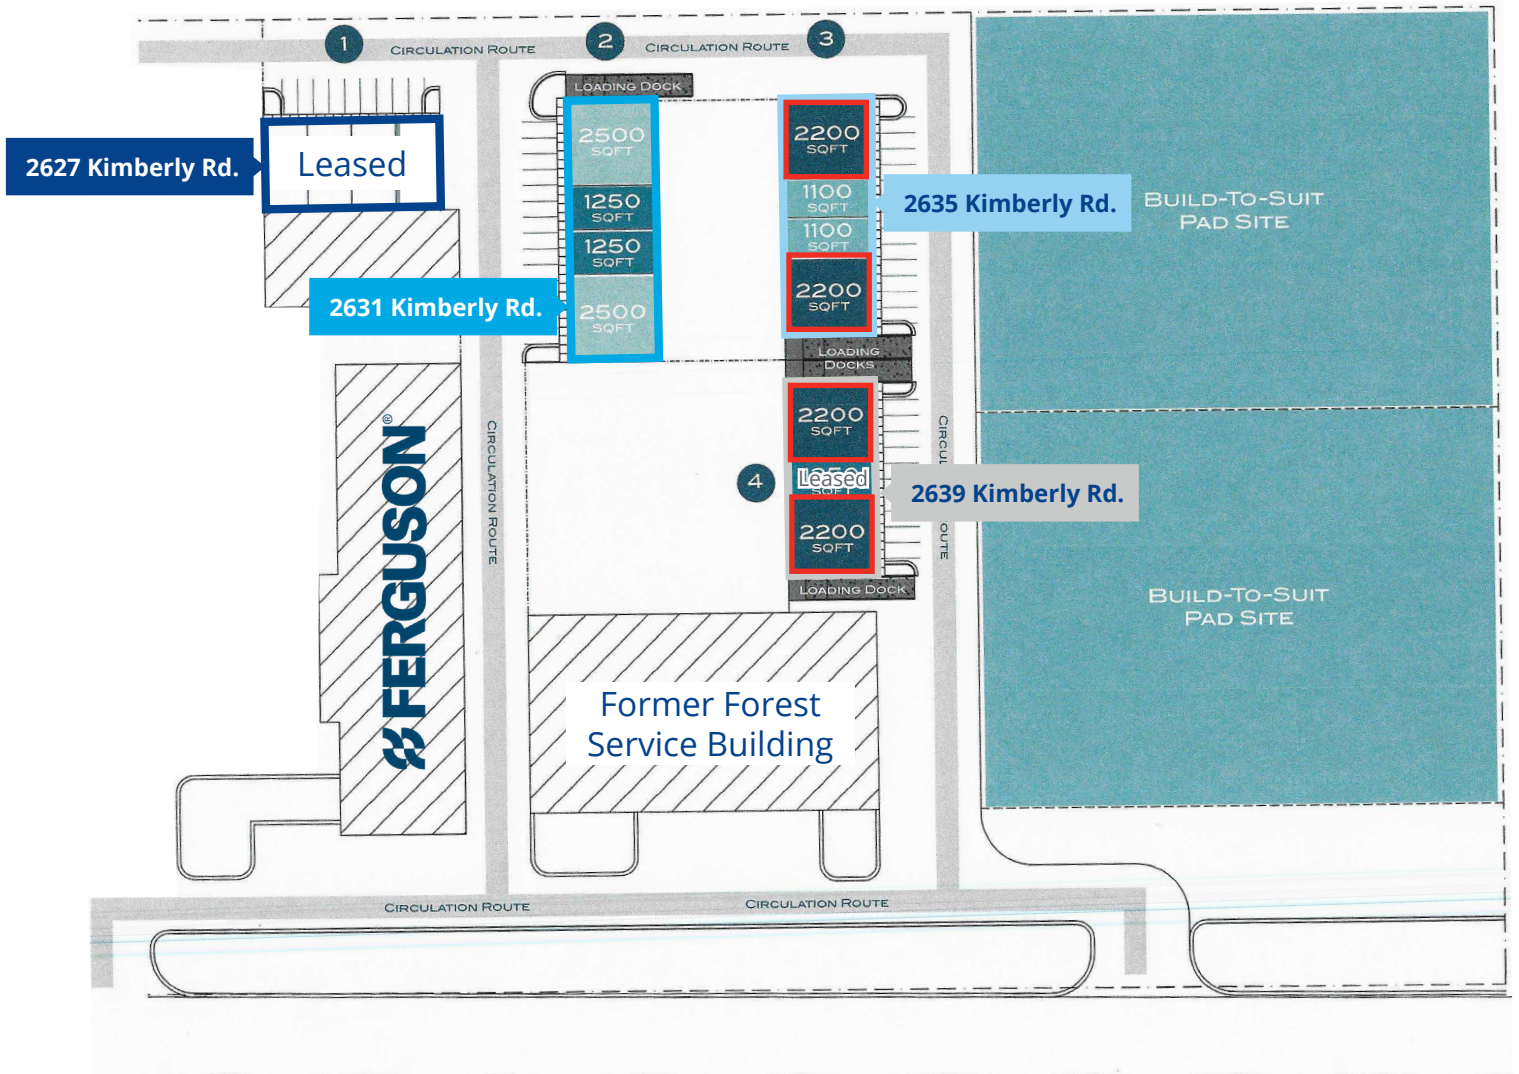 1
CIRCULATION ROUTE
2
CIRCULATION ROUTE
3
LOADING DOCK
2627 Kimberly Rd.
Leased
2500
SQFT
1250
SQFT
1250
SQFT
2500
SQFT
2631 Kimberly Rd.
2200
SQFT
1100
SQFT
1100
SQFT
2200
SQFT
2635 Kimberly Rd.
LOADING
DOCKS
2200
SQFT
Leased
2200
SQFT
4
2639 Kimberly Rd.
LOADING DOCK
BUILD-TO-SUIT
PAD SITE
BUILD-TO-SUIT
PAD SITE
FERGUSON®
CIRCULATION ROUTE
CIRCUL
OUTE
Former Forest
Service Building
CIRCULATION ROUTE
CIRCULATION ROUTE